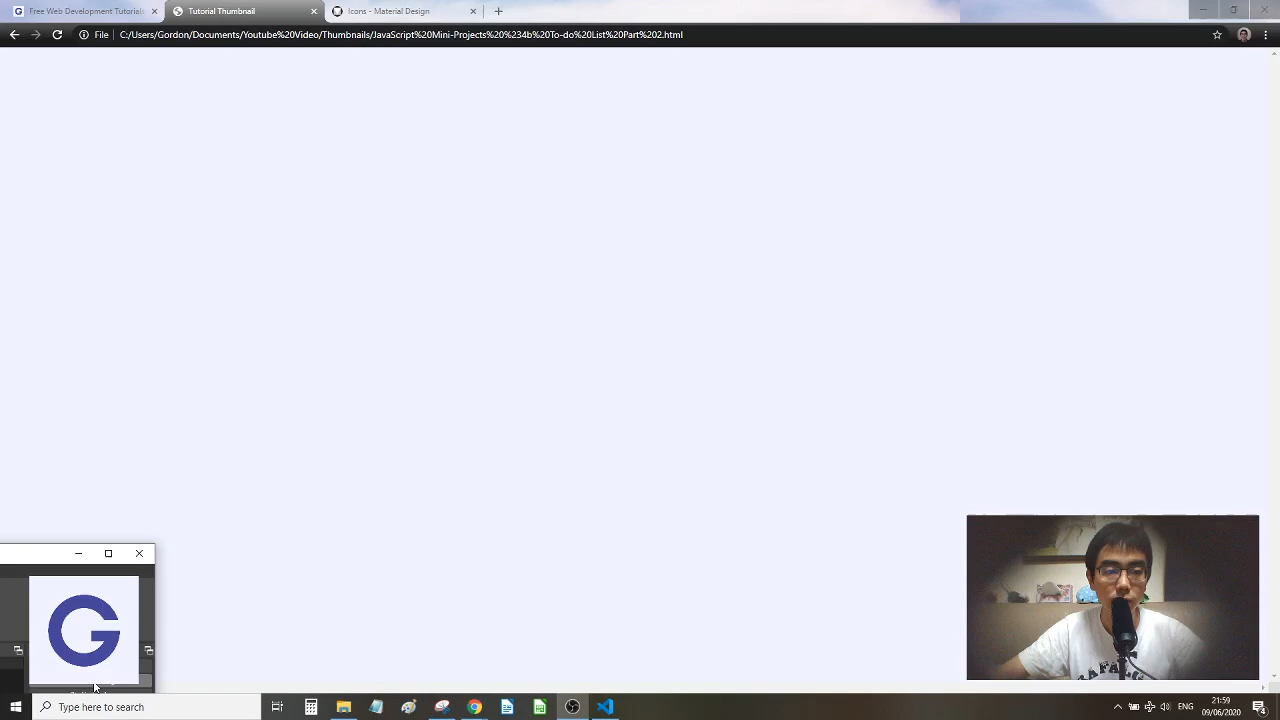 Free Web Development Tutorials
Tutorial Thumbnail
Icons - Material Design
File
C:/Users/Gordon/Documents/Youtube%20Video/Thumbnails/JavaScript%20Mini-Projects%20%234b%20To-do%20List%20Part%202.html
G
Type here to search
ENG
21:59
09/06/2020